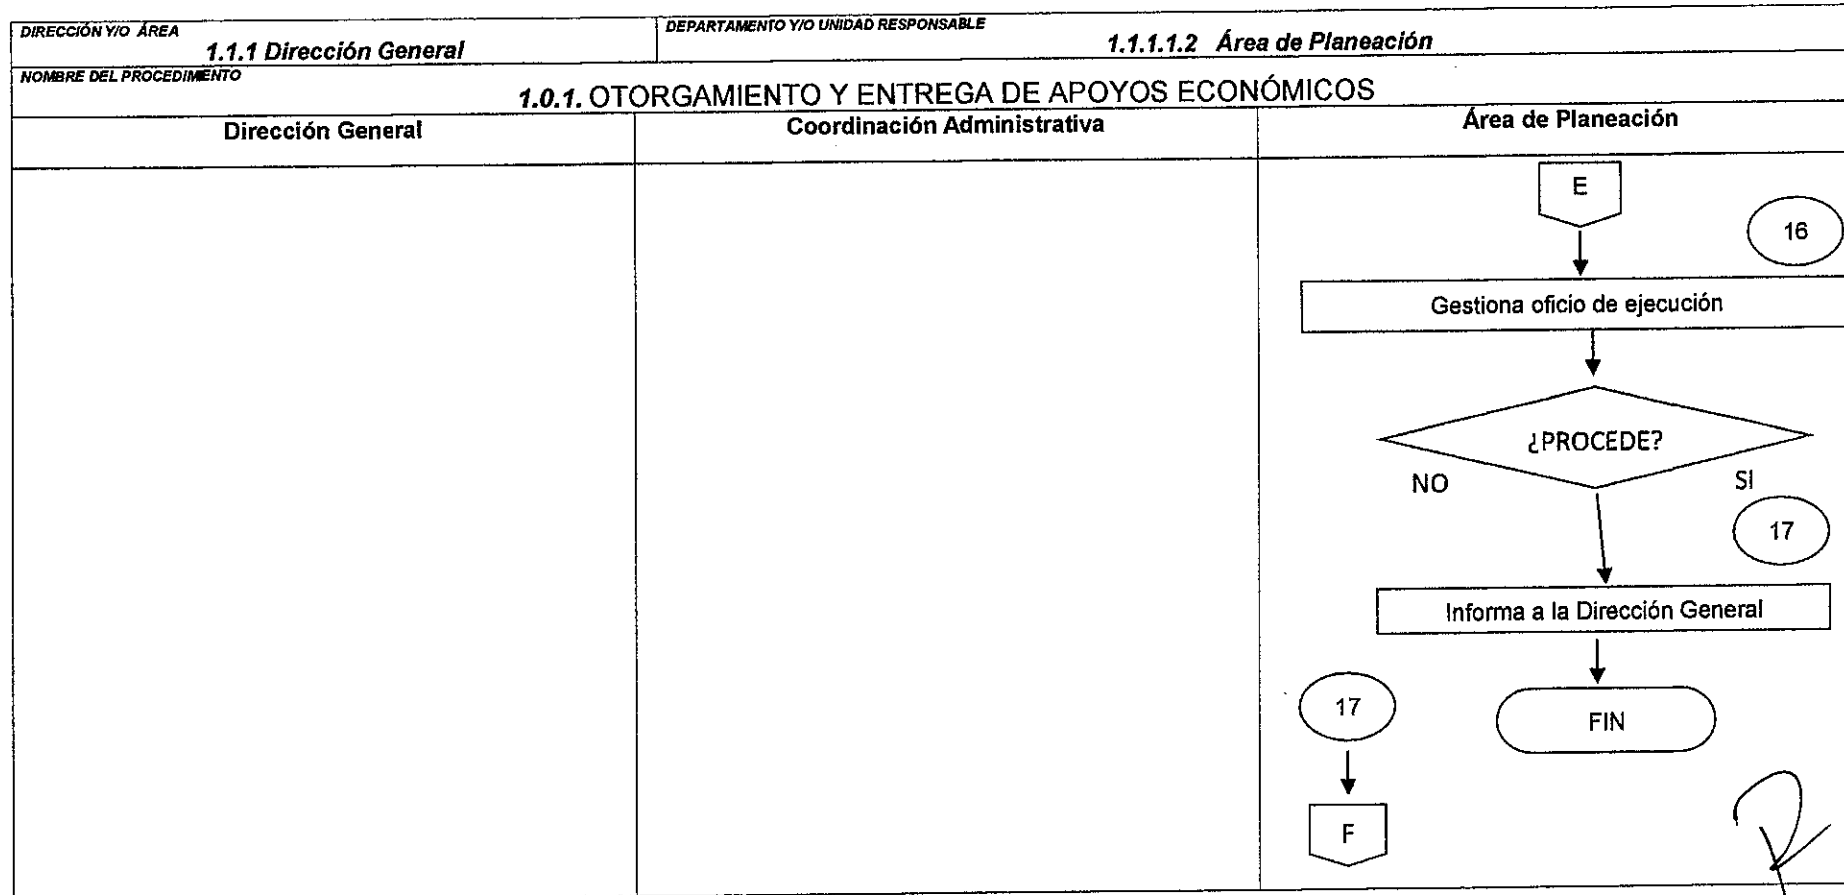 DIRECCIÓN Y/O ÁREA
1.1.1 Dirección General
DEPARTAMENTO Y/O UNIDAD RESPONSABLE
1.1.1.1.2 Área de Planeación
NOMBRE DEL PROCEDIMIENTO
1.0.1. OTORGAMIENTO Y ENTREGA DE APOYOS ECONÓMICOS
Dirección General
Coordinación Administrativa
Área de Planeación
E
16
Gestiona oficio de ejecución
¿PROCEDE?
NO
SI
17
Informa a la Dirección General
17
FIN
F